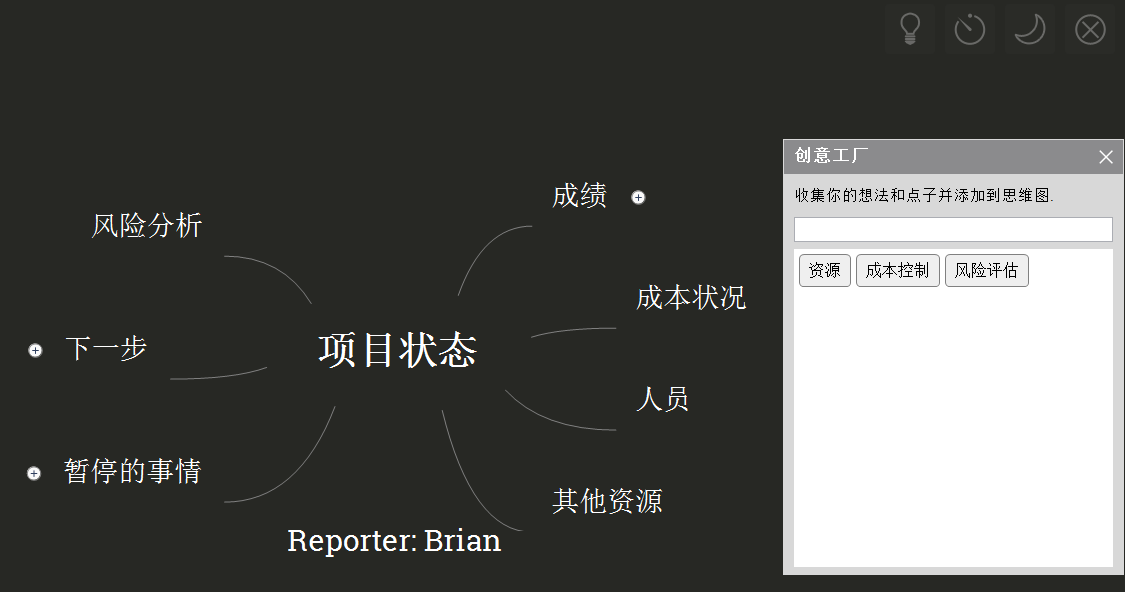 创意工厂
收集你的想法和点子并添加到思维图.
资源 成本控制 风险评估
成绩
风险分析
成本状况
下一步
项目状态
人员
暂停的事情
其他资源
Reporter: Brian